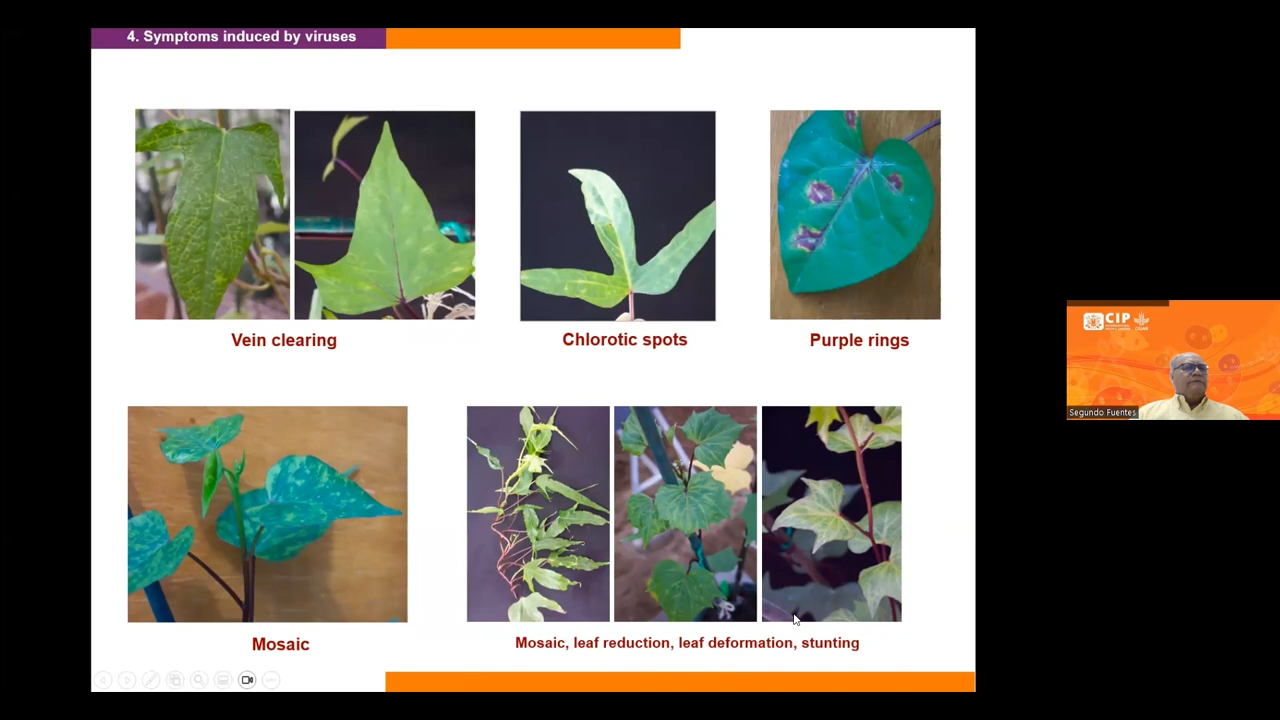 4. Symptoms induced by viruses
Vein clearing
Chlorotic spots
Purple rings
CIP
Segundo Fuentes
Mosaic
Mosaic, leaf reduction, leaf deformation, stunting